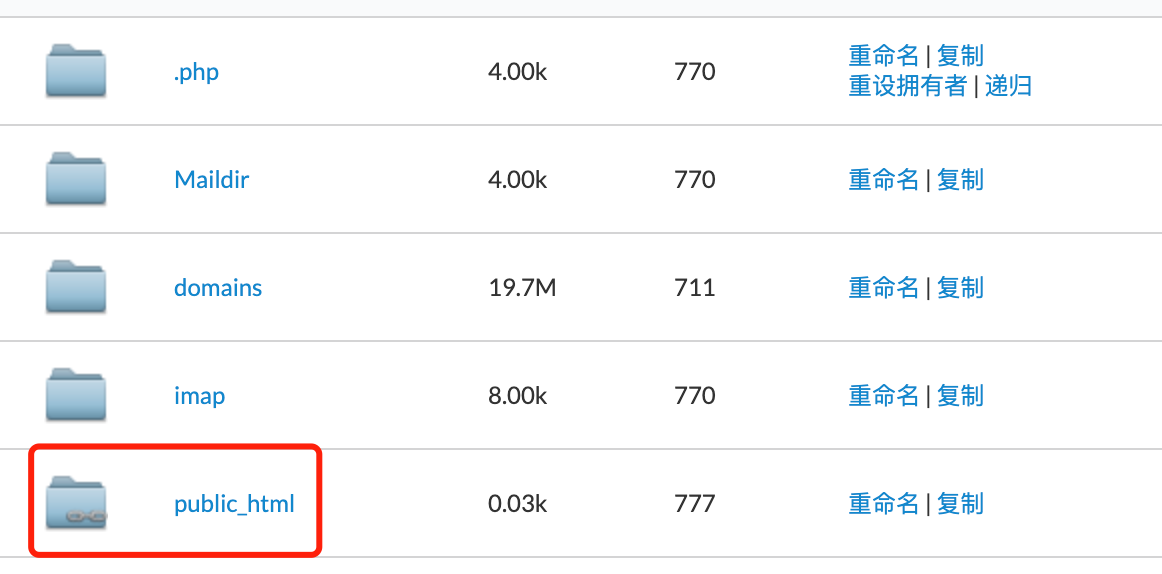 .php 4.00k 770 重命名 | 复制
重设拥有者 | 递归
Maildir 4.00k 770 重命名 | 复制
domains 19.7M 711 重命名 | 复制
imap 8.00k 770 重命名 | 复制
public_html 0.03k 777 重命名 | 复制